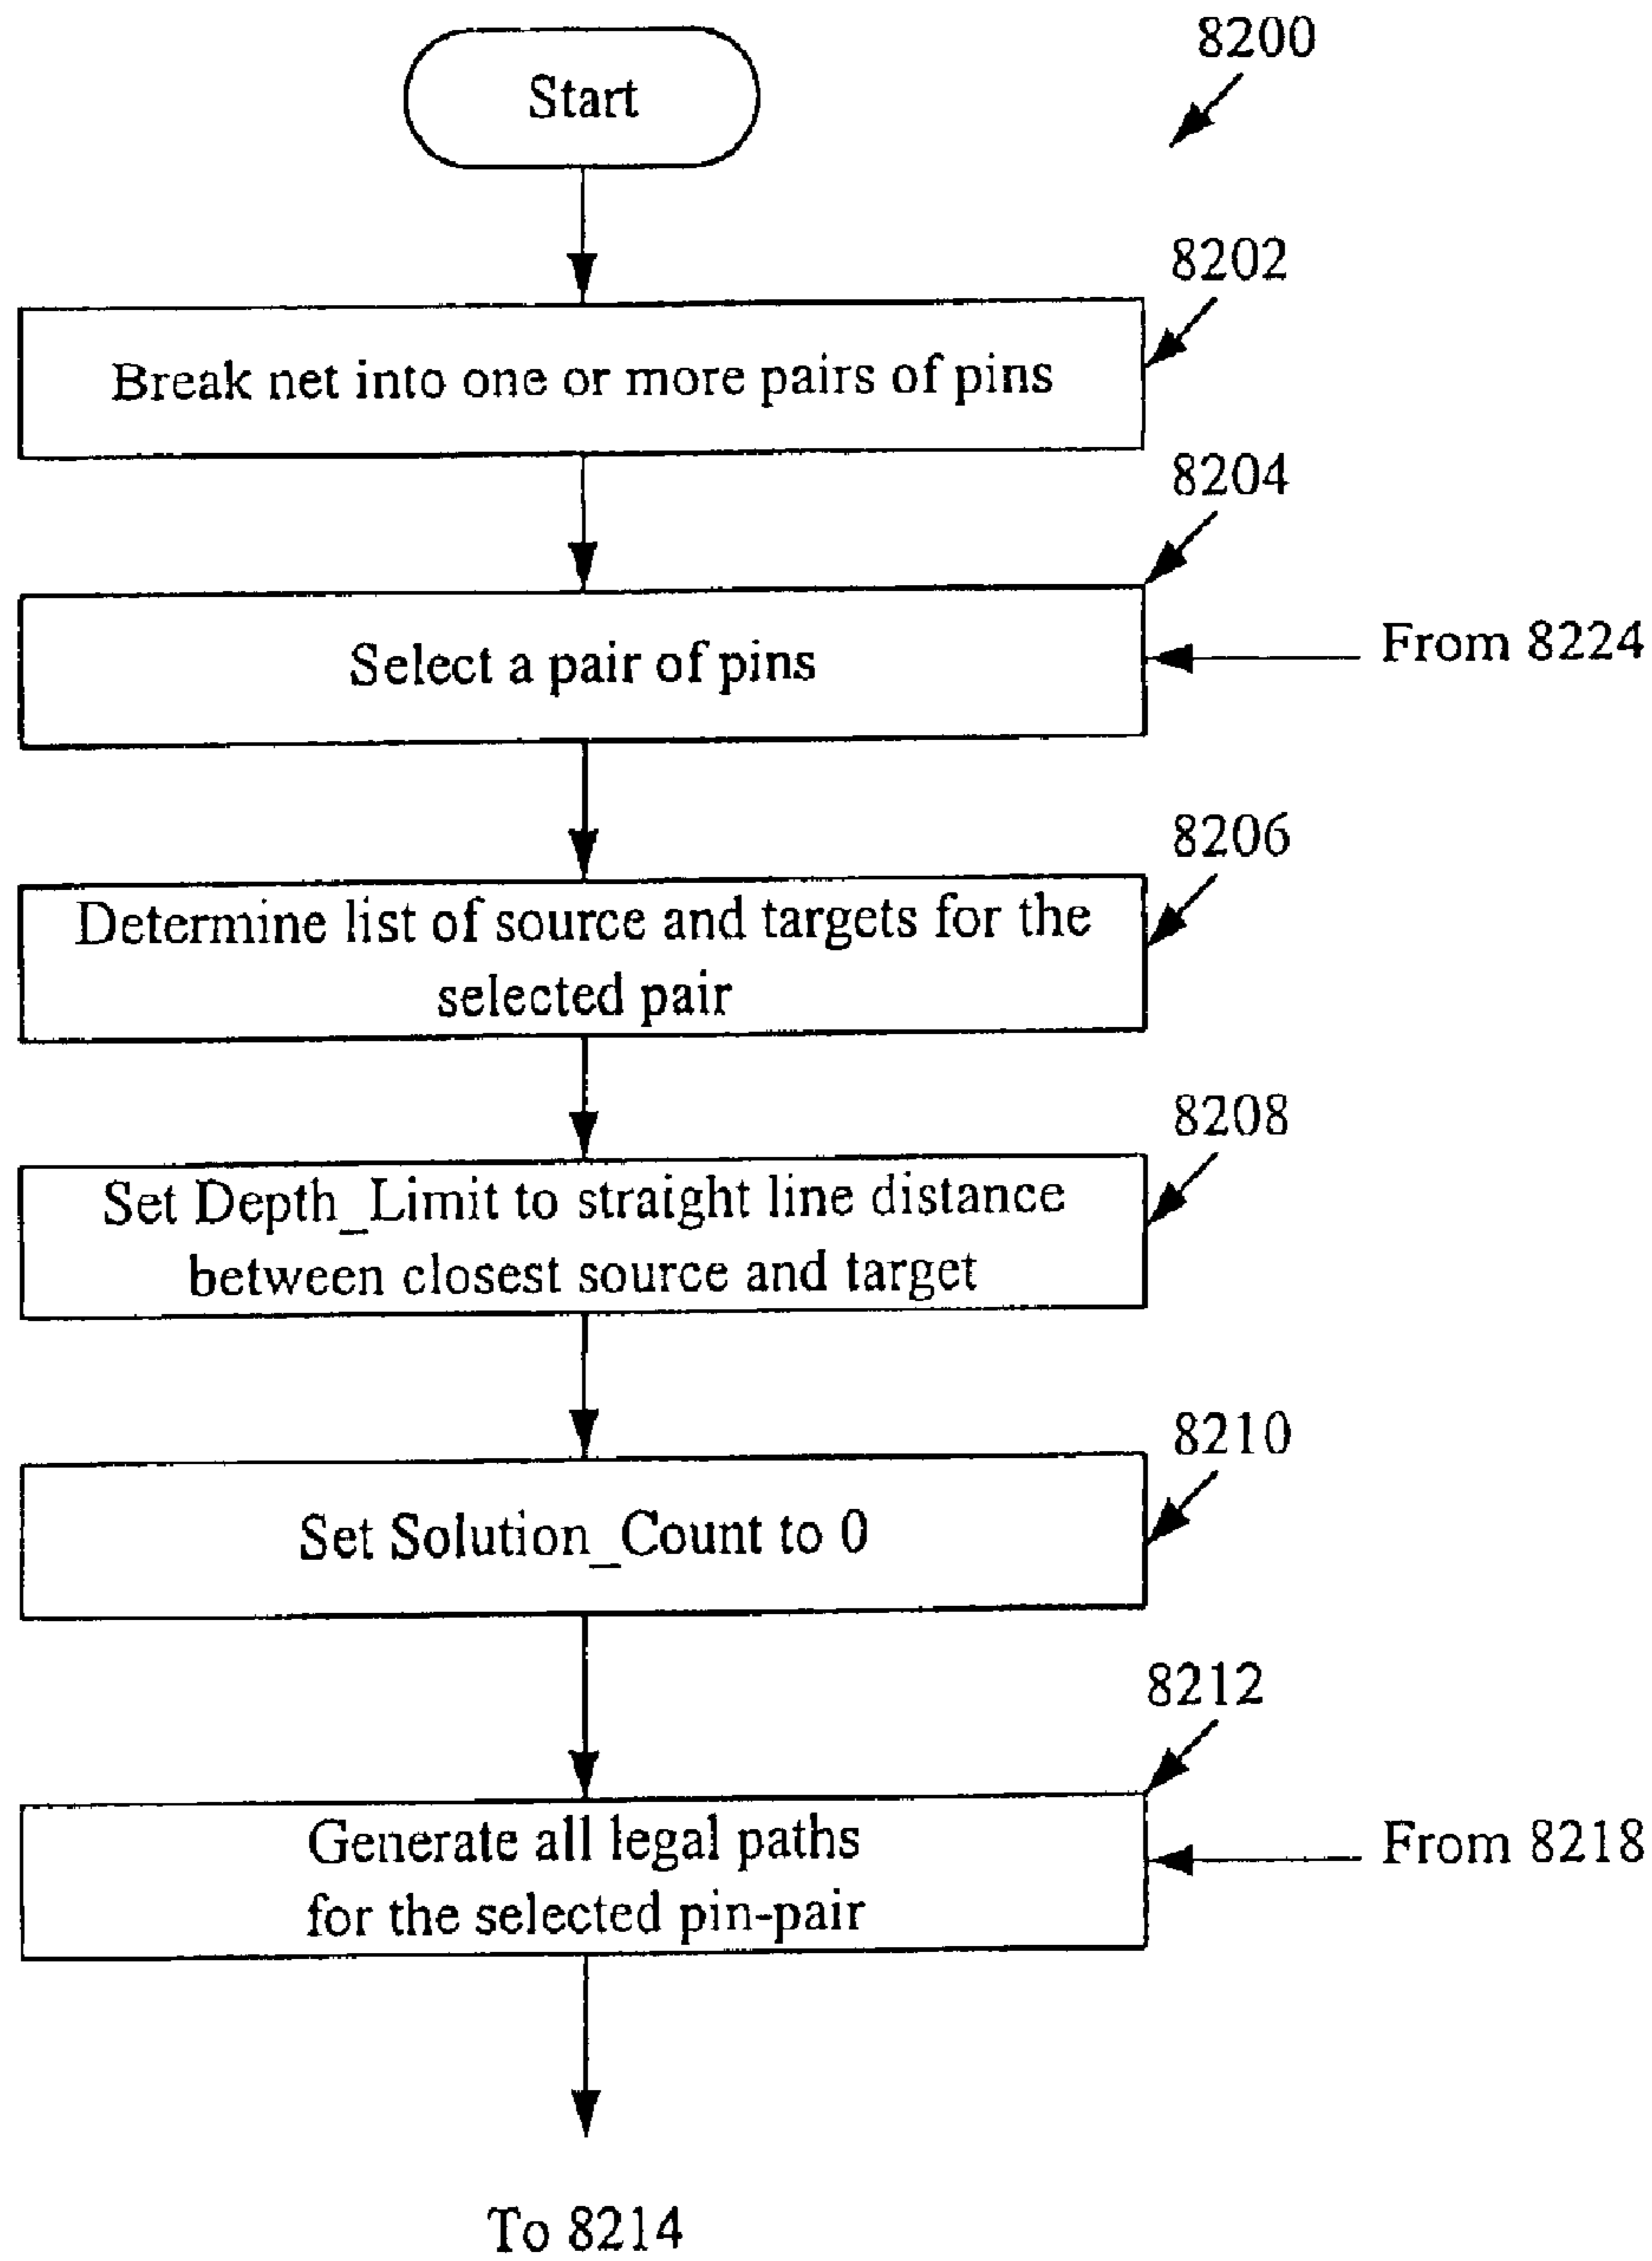 8200
Start
8202
Break net into one or more pairs of pins
8204
Select a pair of pins
From 8224
8206
Determine list of source and targets for the
selected pair
8208
Set Depth_Limit to straight line distance
between closest source and target
8210
Set Solution_Count to 0
8212
Generate all legal paths
for the selected pin-pair
From 8218
To 8214